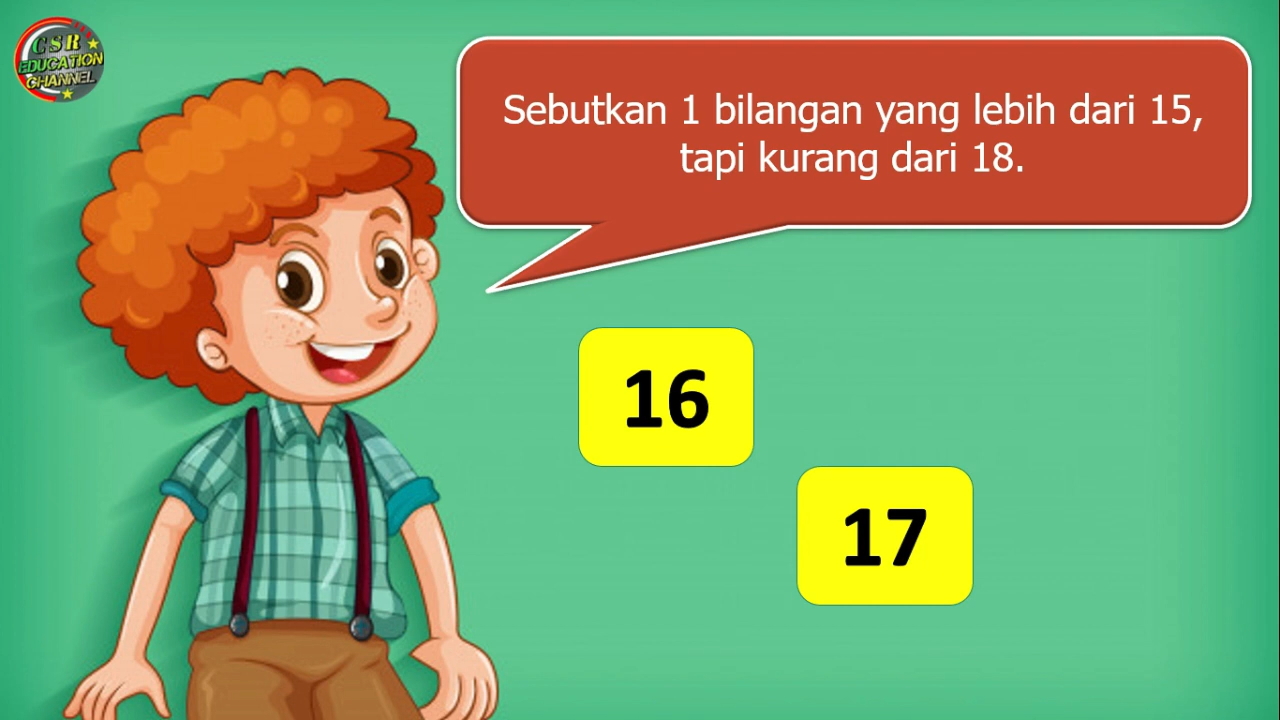 CSR
EDUCATION
CHANNEL
Sebutkan 1 bilangan yang lebih dari 15,
tapi kurang dari 18.
16
17